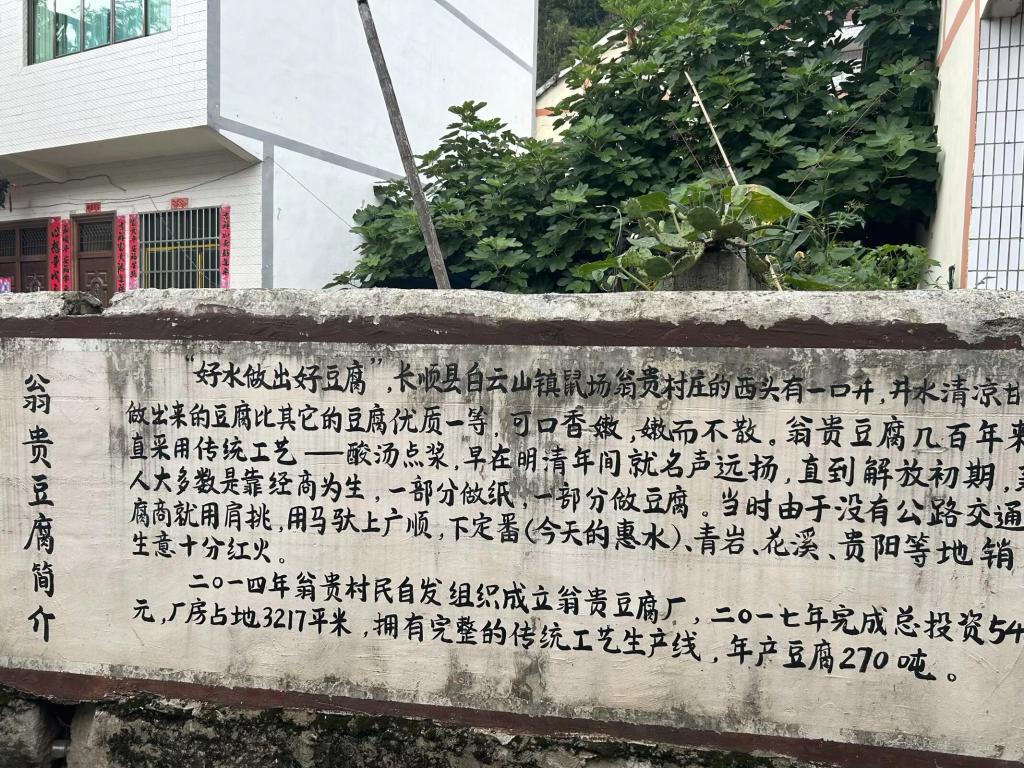 翁贵豆腐简介
“好水做出好豆腐”，长顺县白云山镇鼠场翁贵村庄的西头有一口井，井水清凉甘
做出来的豆腐比其它的豆腐优质一等，可口香嫩，嫩而不散。翁贵豆腐几百年来
直采用传统工艺——酸汤点浆，早在明清年间就名声远扬，直到解放初期，
人大多数是靠经商为生，一部分做纸，一部分做豆腐。当时由于没有公路交通
腐商就用肩挑，用马驮上广顺，下定番(今天的惠水)、青岩、花溪、贵阳等地销
生意十分红火。
二〇一四年翁贵村民自发组织成立翁贵豆腐厂，二〇一七年完成总投资54
元，厂房占地3217平米，拥有完整的传统工艺生产线，年产豆腐270吨。